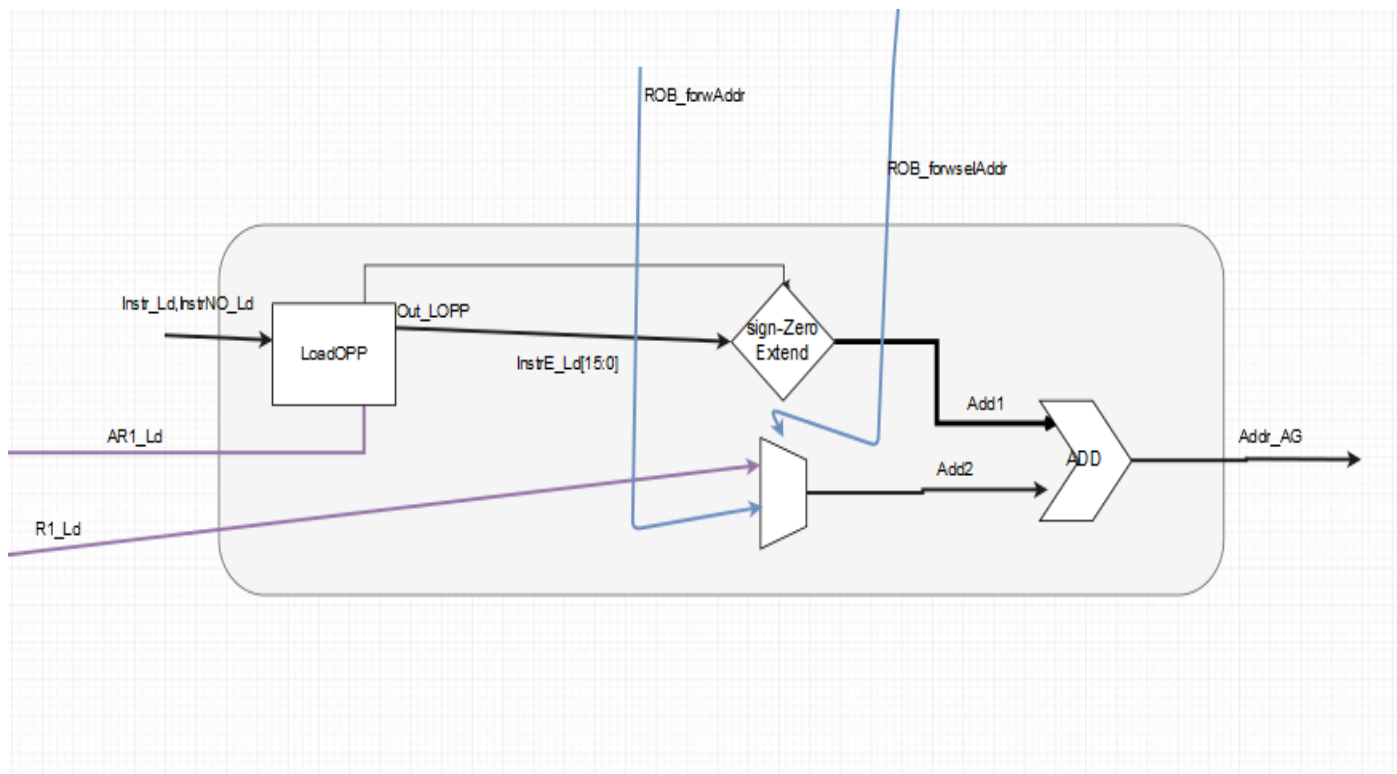 ROB_forwAddr
ROB_forwselAddr
Instr_Ld,InstrNO_Ld
Out_LOPP
sign-Zero
Extend
LoadOPP
InstrE_Ld[15:0]
Add1
AR1_Ld
Addr_AG
ADD
Add2
R1_Ld